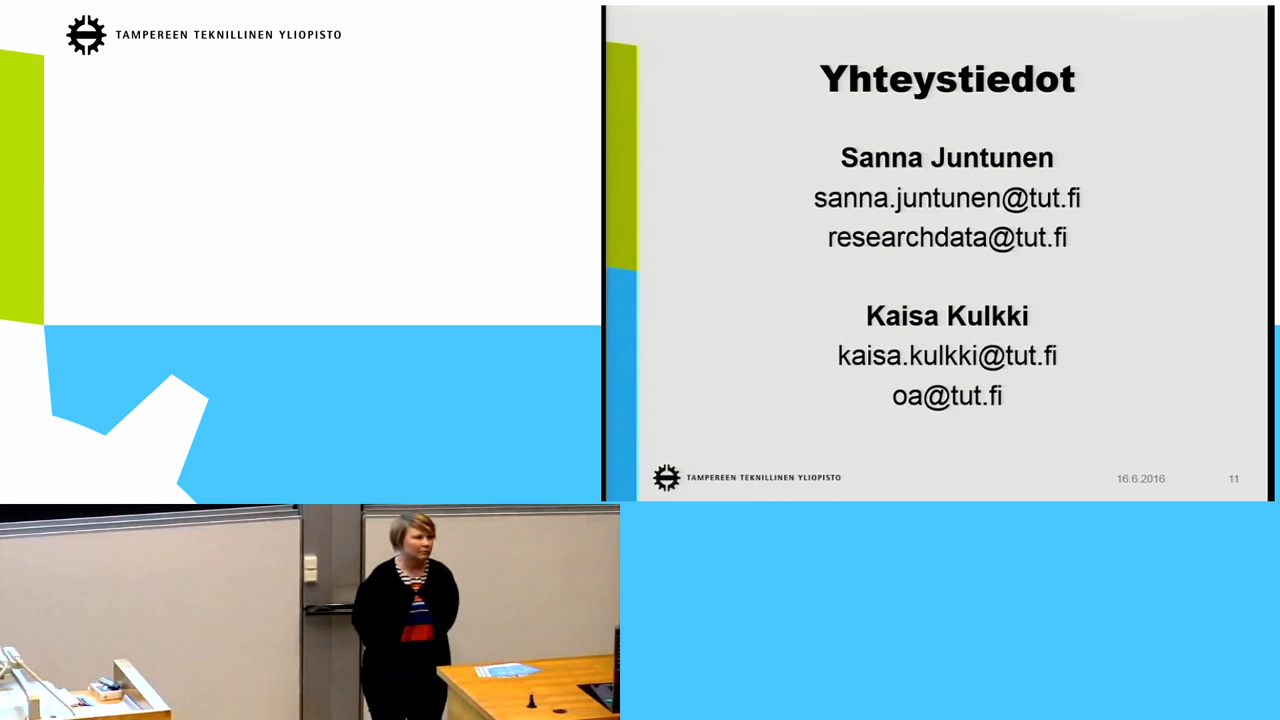 TAMPEREEN TEKNILLINEN YLIOPISTO
Yhteystiedot
Sanna Juntunen
sanna.juntunen@tut.fi
researchdata@tut.fi
Kaisa Kulkki
kaisa.kulkki@tut.fi
oa@tut.fi
TAMPEREEN TEKNILLINEN YLIOPISTO
16.6.2016
11